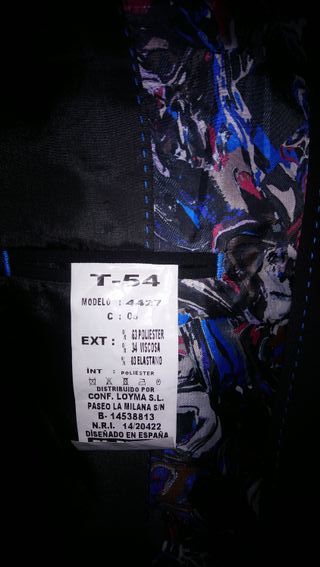 T-54
MODELO : 4427
C : 03
EXT : % 63 POLIESTER
% 34 VISCOSA
% 03 ELASTANO
INT : POLIESTER
DISTRIBUIDO POR
CONF. LOYMA S.L.
PASEO LA MILANA S/N
B- 14538813
N.R.I. 14/20422
DISEÑADO EN ESPAÑA